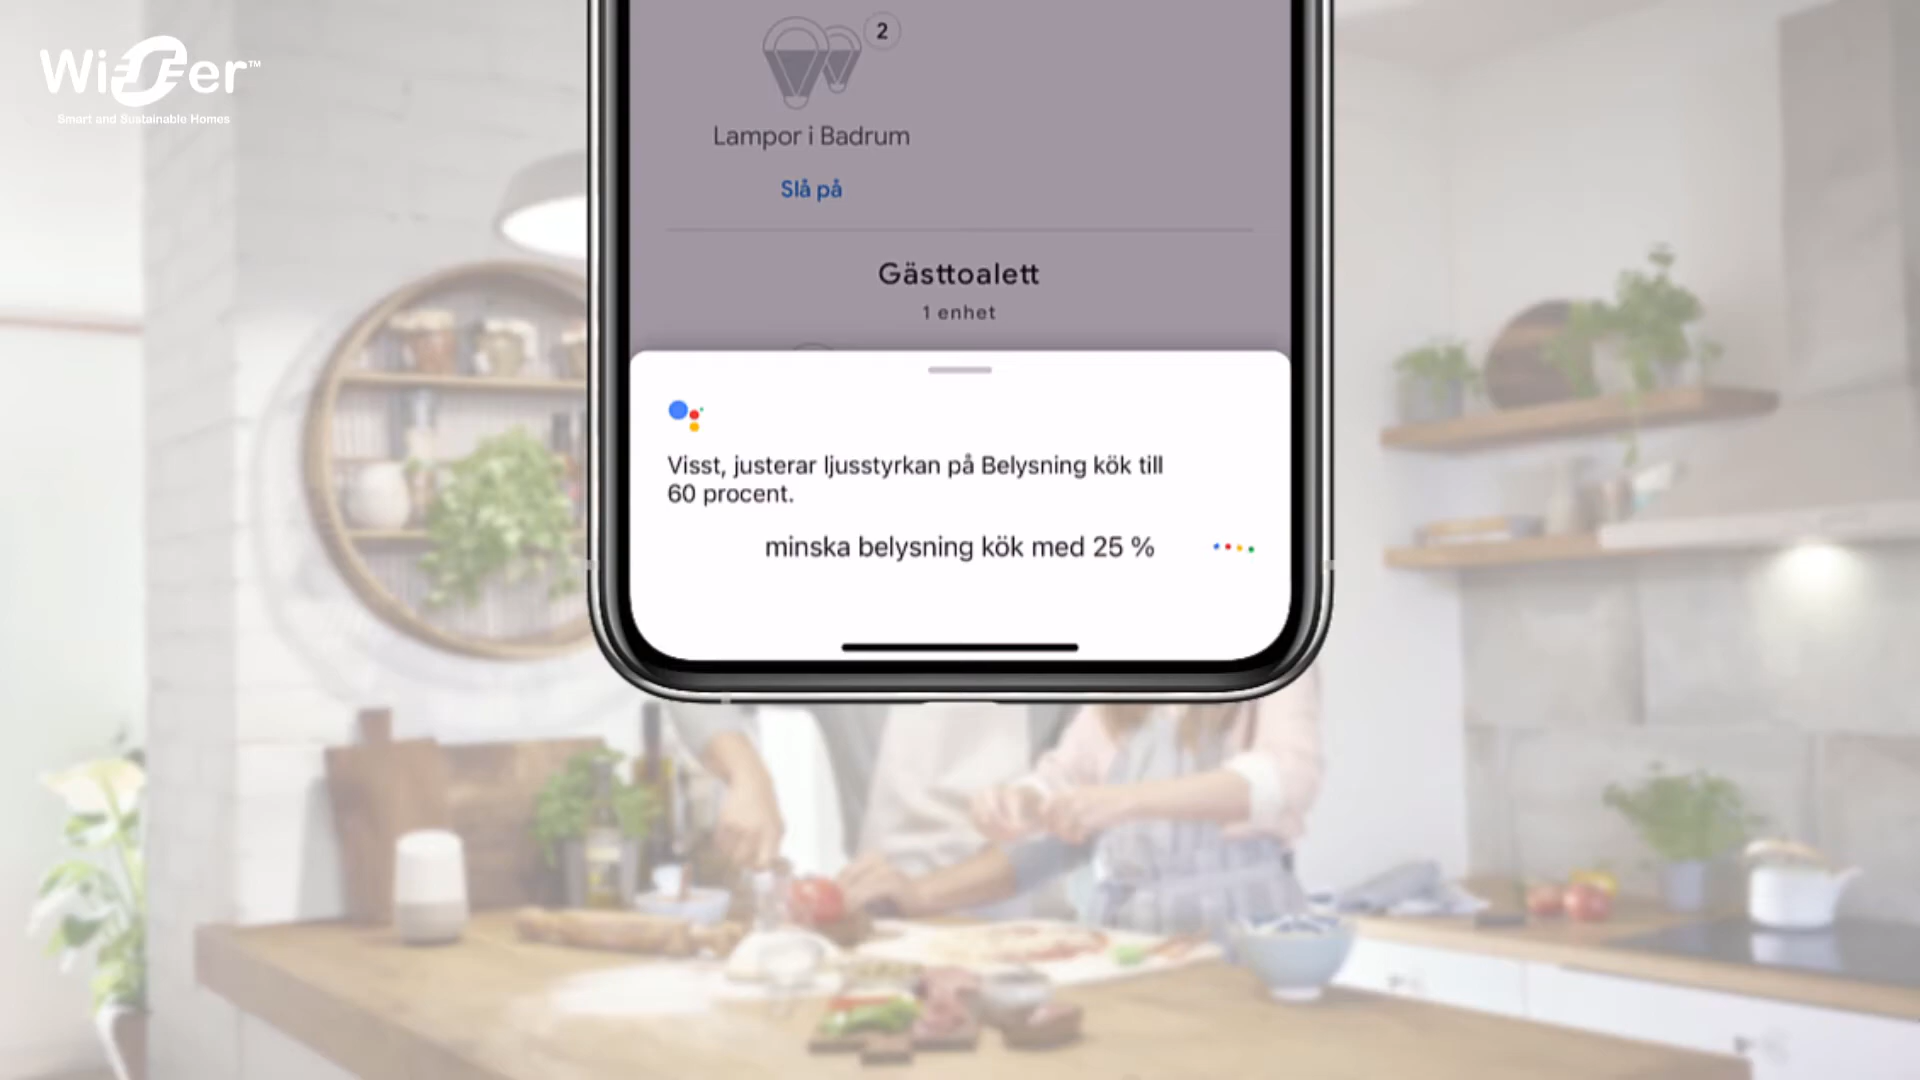 Wiser™
Smart and Sustainable Homes
2
Lampor i Badrum
Slå på
Gästtoalett
1 enhet
Visst, justerar ljusstyrkan på Belysning kök till
60 procent.
minska belysning kök med 25 %